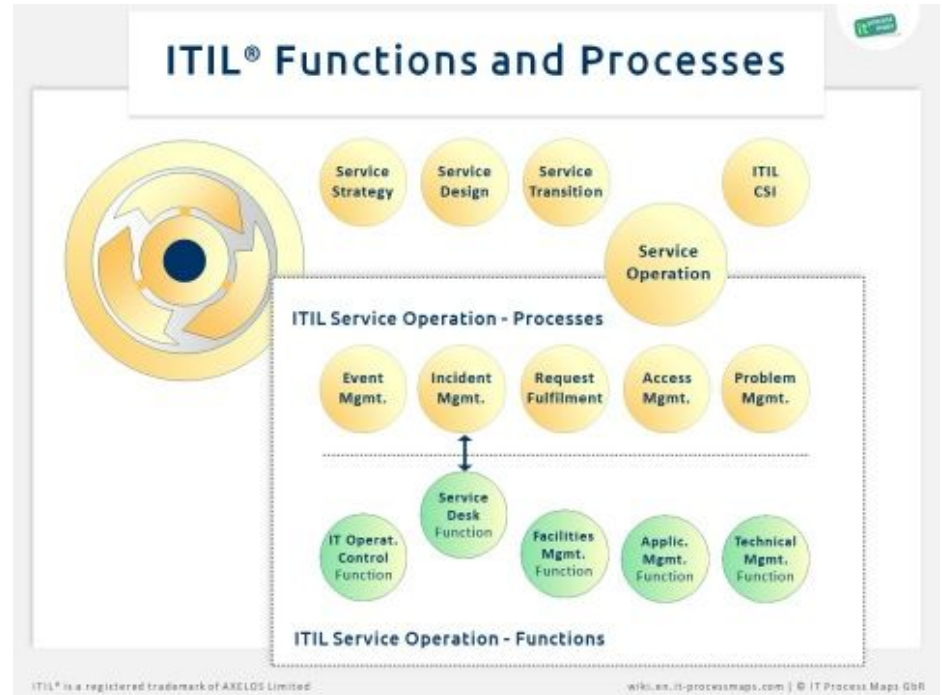 it process maps
ITIL® Functions and Processes
Service
Strategy
Service
Design
Service
Transition
ITIL
CSI
Service
Operation
ITIL Service Operation - Processes
Event
Mgmt.
Incident
Mgmt.
Request
Fulfilment
Access
Mgmt.
Problem
Mgmt.
Service
Desk
Function
IT Operat.
Control
Function
Facilities
Mgmt.
Function
Applic.
Mgmt.
Function
Technical
Mgmt.
Function
ITIL Service Operation - Functions
ITIL® is a registered trademark of AXELOS Limited
wiki.en.it-processmaps.com | © IT Process Maps GbR